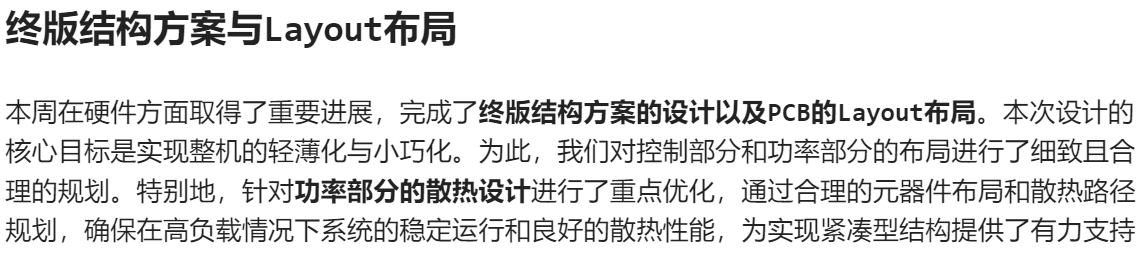 终版结构方案与Layout布局
本周在硬件方面取得了重要进展，完成了终版结构方案的设计以及PCB的Layout布局。本次设计的
核心目标是实现整机的轻薄化与小巧化。为此，我们对控制部分和功率部分的布局进行了细致且合
理的规划。特别地，针对功率部分的散热设计进行了重点优化，通过合理的元器件布局和散热路径
规划，确保在高负载情况下系统的稳定运行和良好的散热性能，为实现紧凑型结构提供了有力支持